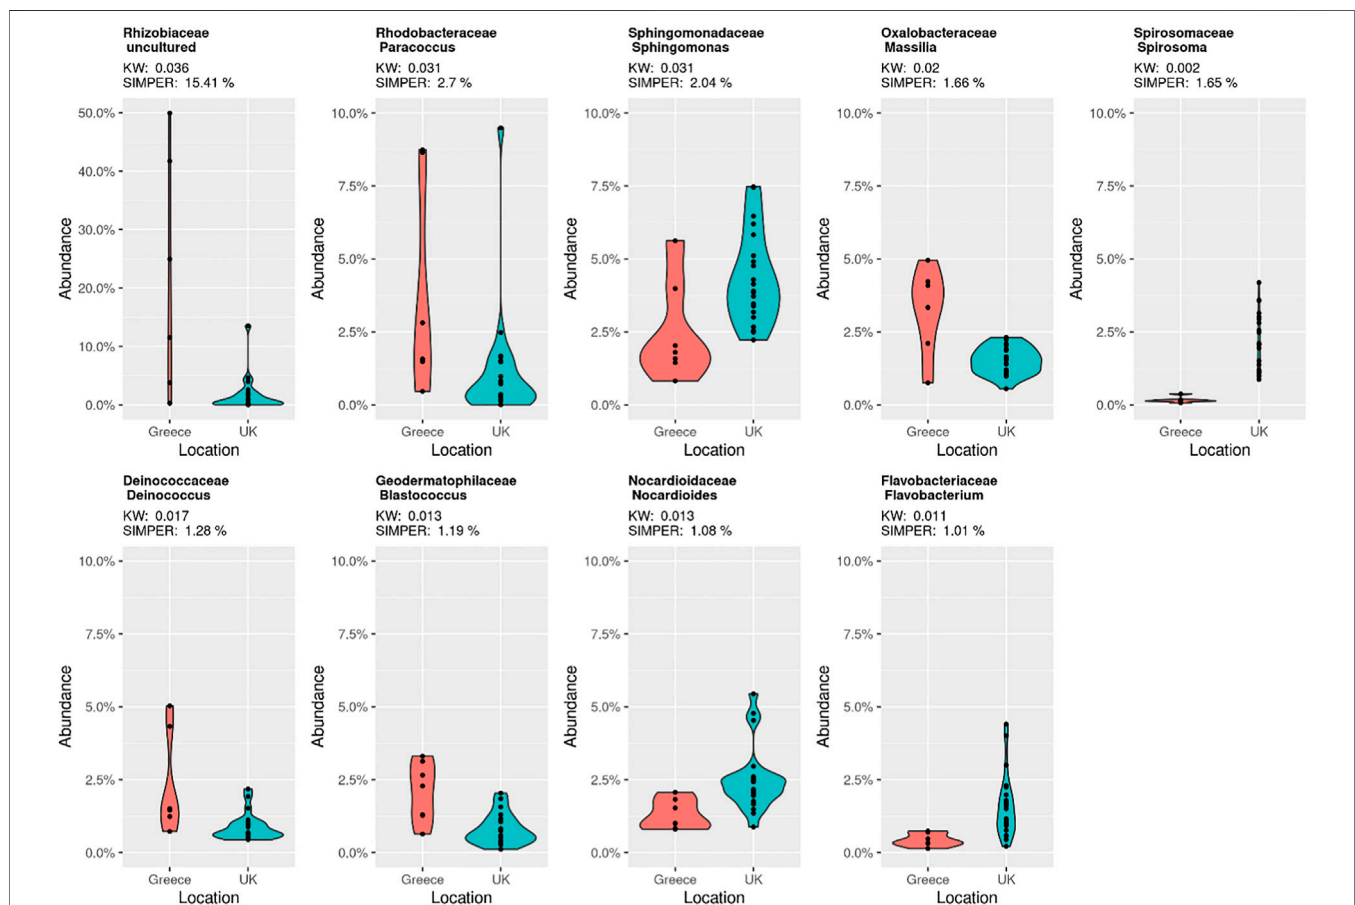 Rhizobiaceae
uncultured
KW: 0.036
SIMPER: 15.41 %
50.0%
40.0%
30.0%
20.0%
10.0%
0.0%
Abundance
Greece
UK
Location
Rhodobacteraceae
Paracoccus
KW: 0.031
SIMPER: 2.7 %
10.0%
7.5%
5.0%
2.5%
0.0%
Abundance
Greece
UK
Location
Sphingomonadaceae
Sphingomonas
KW: 0.031
SIMPER: 2.04 %
10.0%
7.5%
5.0%
2.5%
0.0%
Abundance
Greece
UK
Location
Oxalobacteraceae
Massilia
KW: 0.02
SIMPER: 1.66 %
10.0%
7.5%
5.0%
2.5%
0.0%
Abundance
Greece
UK
Location
Spirosomaceae
Spirosoma
KW: 0.002
SIMPER: 1.65 %
10.0%
7.5%
5.0%
2.5%
0.0%
Abundance
Greece
UK
Location
Deinococcaceae
Deinococcus
KW: 0.017
SIMPER: 1.28 %
10.0%
7.5%
5.0%
2.5%
0.0%
Abundance
Greece
UK
Location
Geodermatophilaceae
Blastococcus
KW: 0.013
SIMPER: 1.19 %
10.0%
7.5%
5.0%
2.5%
0.0%
Abundance
Greece
UK
Location
Nocardioidaceae
Nocardioides
KW: 0.013
SIMPER: 1.08 %
10.0%
7.5%
5.0%
2.5%
0.0%
Abundance
Greece
UK
Location
Flavobacteriaceae
Flavobacterium
KW: 0.011
SIMPER: 1.01 %
10.0%
7.5%
5.0%
2.5%
0.0%
Abundance
Greece
UK
Location